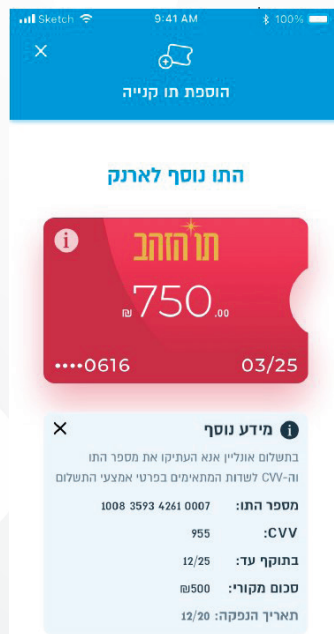 Sketch 9:41 AM 100%
הוספת תו קנייה
התו נוסף לארנק
תו הזהב
₪ 750.00
••••0616 03/25
מידע נוסף
בתשלום אונליין אנא העתיקו את מספר התו
וה-CVV לשדות המתאימים בפרטי אמצעי התשלום
מספר התו: 1008 3593 4261 0007
CVV: 955
בתוקף עד: 12/25
סכום מקורי: 500₪
תאריך הנפקה: 12/20